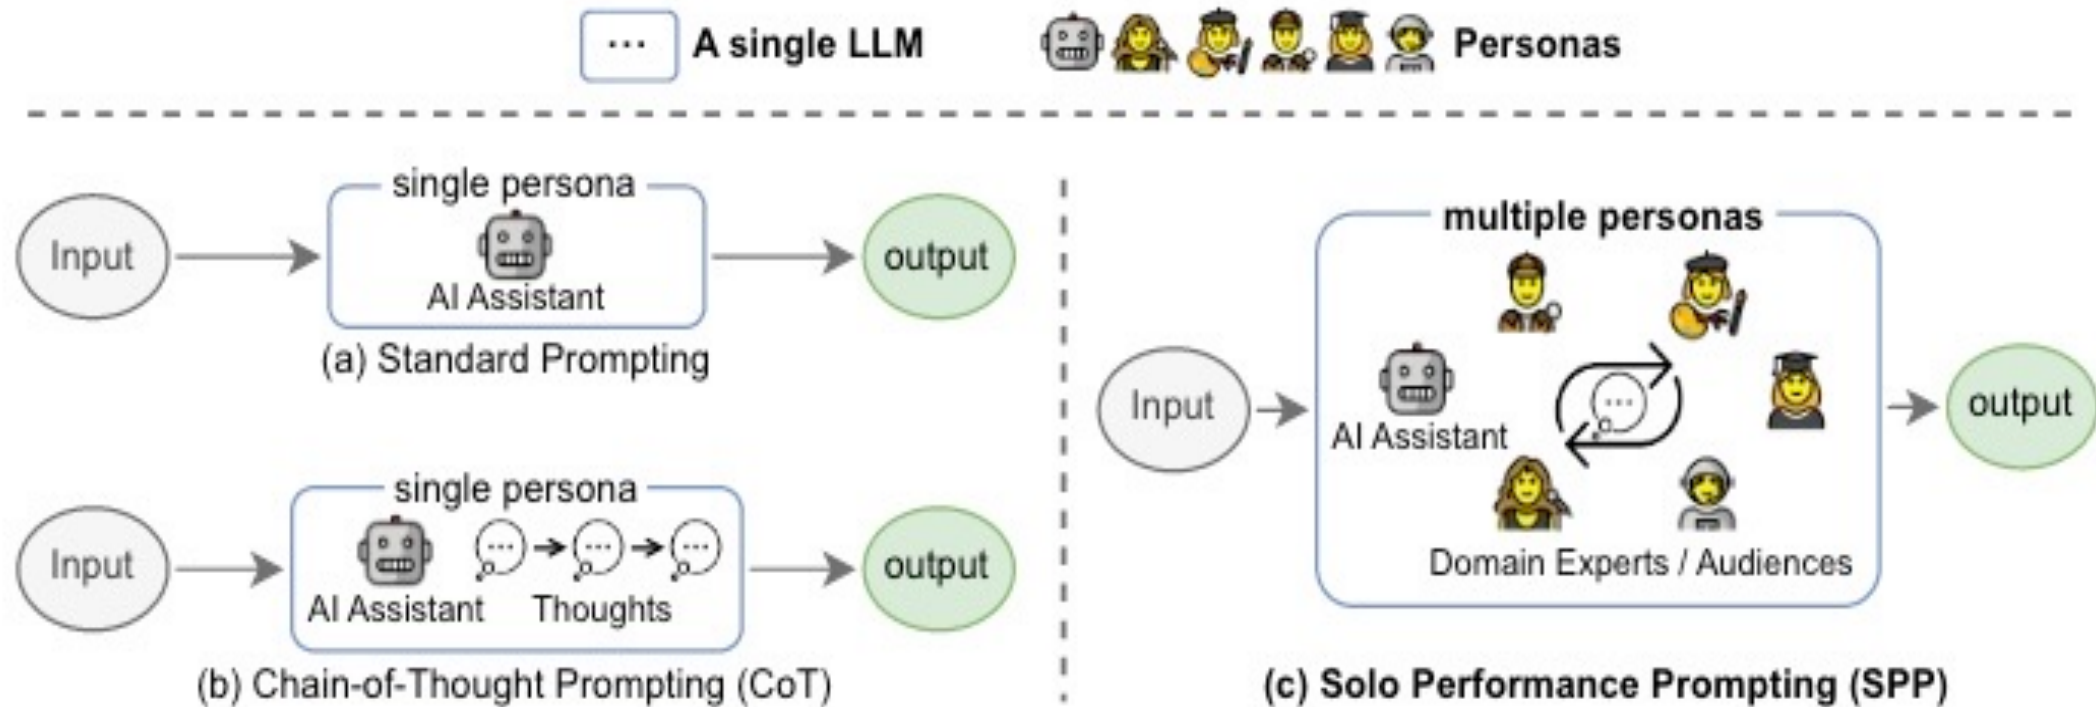 ... A single LLM
Personas
single persona
Input
AI Assistant
output
(a) Standard Prompting
single persona
Input
... ... ...
AI Assistant
Thoughts
output
(b) Chain-of-Thought Prompting (CoT)
multiple personas
Input
...
AI Assistant
Domain Experts / Audiences
output
(c) Solo Performance Prompting (SPP)